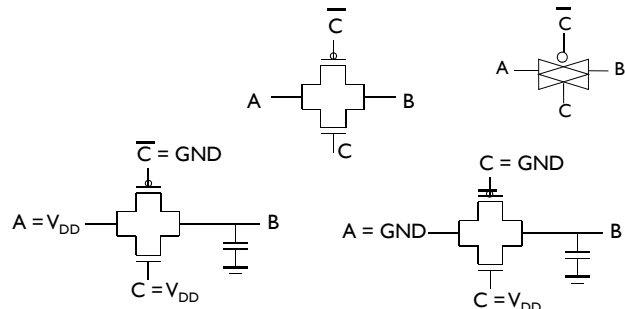 C̅
C̅
A
B
A
B
C
C
C̅ = GND
C = GND
A = V_DD
B
A = GND
B
C = V_DD
C = V_DD